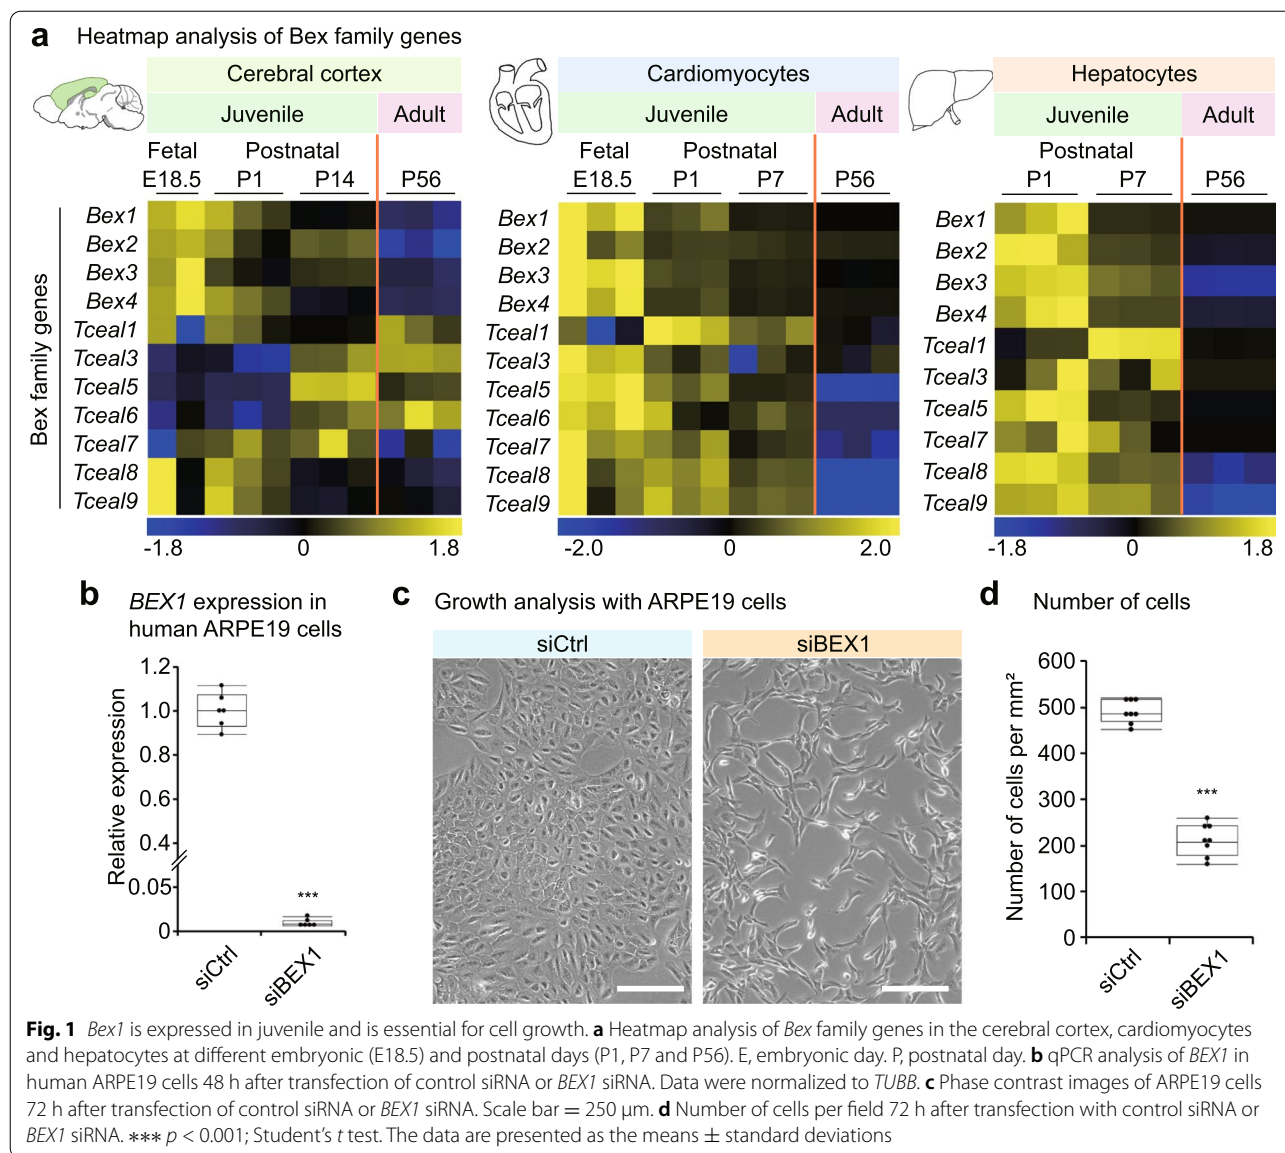 a Heatmap analysis of Bex family genes
Cerebral cortex
Juvenile Adult
Fetal Postnatal
E18.5 P1 P14 P56
Bex family genes
Bex1
Bex2
Bex3
Bex4
Tceal1
Tceal3
Tceal5
Tceal6
Tceal7
Tceal8
Tceal9
-1.8 0 1.8
Cardiomyocytes
Juvenile Adult
Fetal Postnatal
E18.5 P1 P7 P56
Bex1
Bex2
Bex3
Bex4
Tceal1
Tceal3
Tceal5
Tceal6
Tceal7
Tceal8
Tceal9
-2.0 0 2.0
Hepatocytes
Juvenile Adult
Postnatal
P1 P7 P56
Bex1
Bex2
Bex3
Bex4
Tceal1
Tceal3
Tceal5
Tceal7
Tceal8
Tceal9
-1.8 0 1.8
b BEX1 expression in
human ARPE19 cells
Relative expression
1.2
1.0
0.8
0.6
0.4
0.05
0
***
siCtrl siBEX1
c Growth analysis with ARPE19 cells
siCtrl siBEX1
d Number of cells
Number of cells per mm²
600
500
400
300
200
100
0
***
siCtrl siBEX1
Fig. 1 Bex1 is expressed in juvenile and is essential for cell growth. a Heatmap analysis of Bex family genes in the cerebral cortex, cardiomyocytes
and hepatocytes at different embryonic (E18.5) and postnatal days (P1, P7 and P56). E, embryonic day. P, postnatal day. b qPCR analysis of BEX1 in
human ARPE19 cells 48 h after transfection of control siRNA or BEX1 siRNA. Data were normalized to TUBB. c Phase contrast images of ARPE19 cells
72 h after transfection of control siRNA or BEX1 siRNA. Scale bar = 250 μm. d Number of cells per field 72 h after transfection with control siRNA or
BEX1 siRNA. *** p < 0.001; Student's t test. The data are presented as the means ± standard deviations